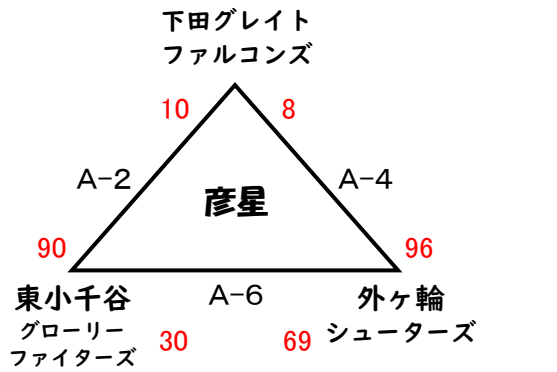 下田グレイト
ファルコンズ
10 8
A-2 彦星 A-4
90 96
東小千谷 A-6 外ヶ輪
グローリー シューターズ
ファイターズ 30 69